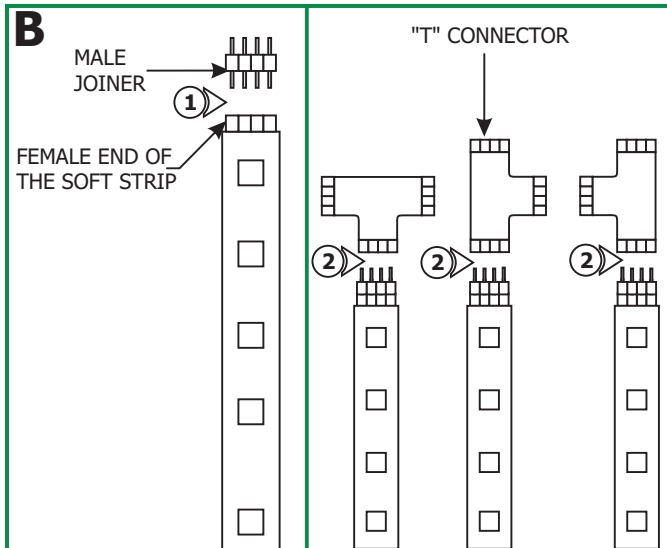 B
MALE
JOINER
1
FEMALE END OF
THE SOFT STRIP
"T" CONNECTOR
2
2
2